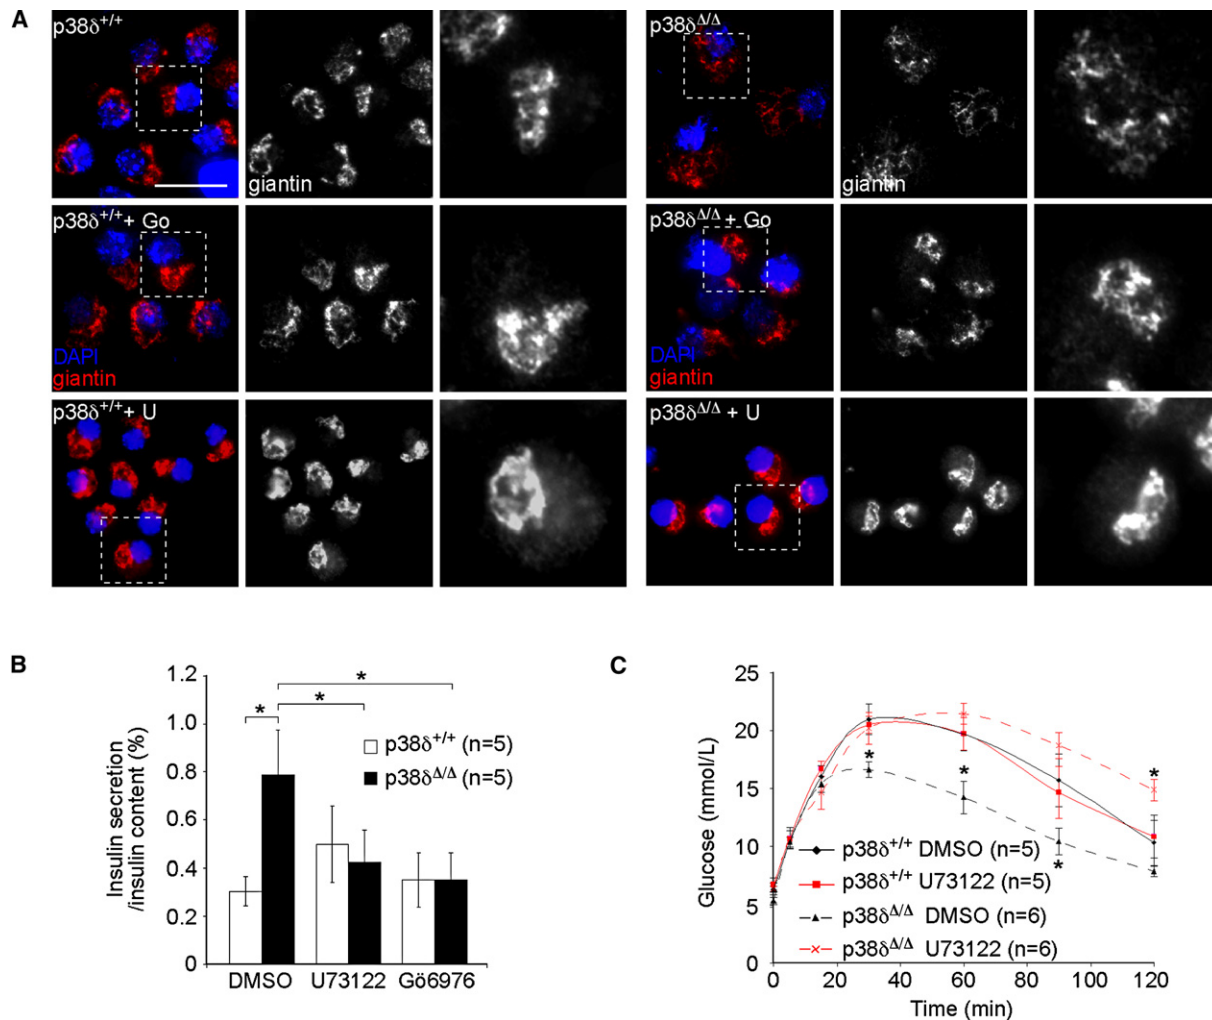 A
p38δ+/+
giantin
p38δΔ/Δ
giantin
p38δ+/+ + Go
DAPI
giantin
p38δΔ/Δ + Go
DAPI
giantin
p38δ+/+ + U
p38δΔ/Δ + U
B
Insulin secretion
/insulin content (%)
1.2
1.0
0.8
0.6
0.4
0.2
0
*
*
*
p38δ+/+ (n=5)
p38δΔ/Δ (n=5)
DMSO U73122 Gö66976
C
Glucose (mmol/L)
25
20
15
10
5
0
*
*
*
*
p38δ+/+ DMSO (n=5)
p38δ+/+ U73122 (n=5)
p38δΔ/Δ DMSO (n=6)
p38δΔ/Δ U73122 (n=6)
0 20 40 60 80 100 120
Time (min)